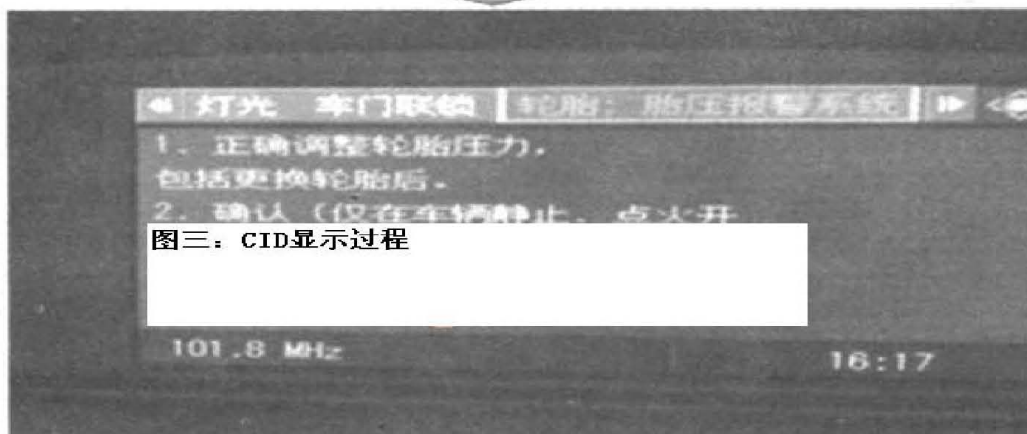 灯光 车门联锁 轮胎：胎压报警系统
1、正确调整轮胎压力，
包括更换轮胎后。
2、确认（仅在车辆静止、点火开
图三：CID显示过程
101.8 MHz
16:17